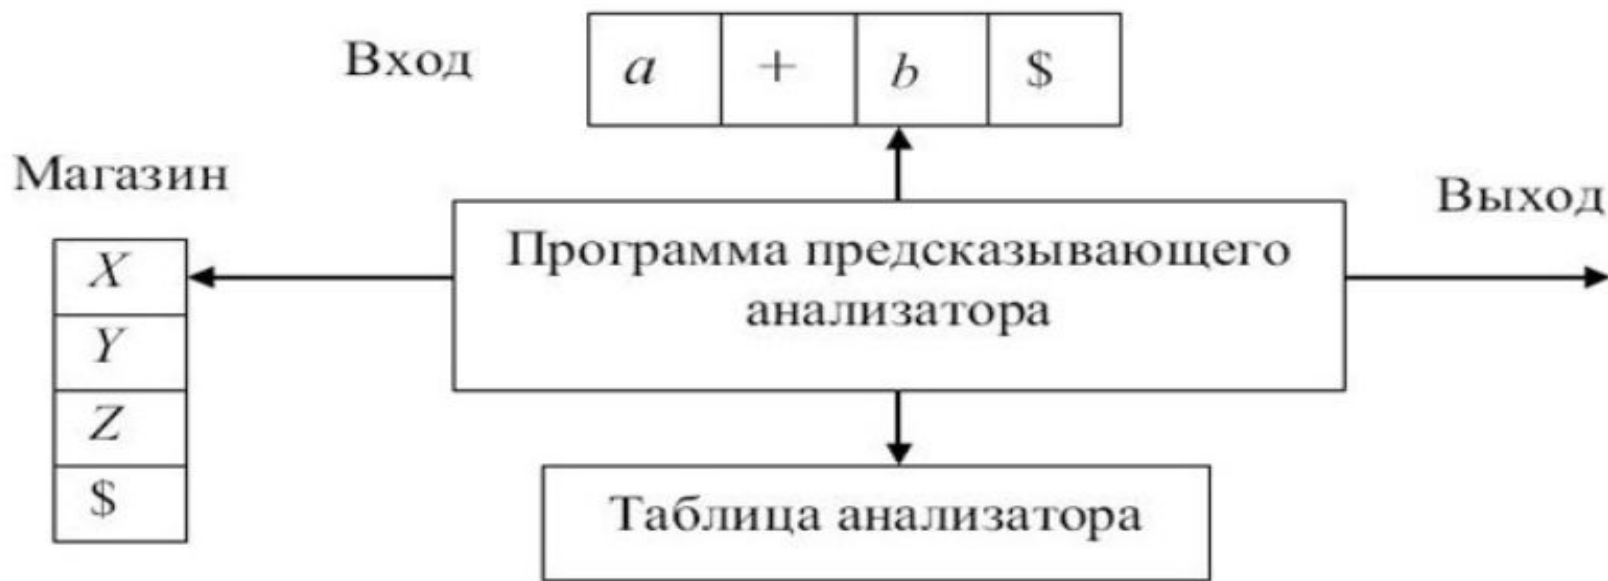 Вход
a + b $
Магазин
Выход
X
Y
Z
$
Программа предсказывающего
анализатора
Таблица анализатора